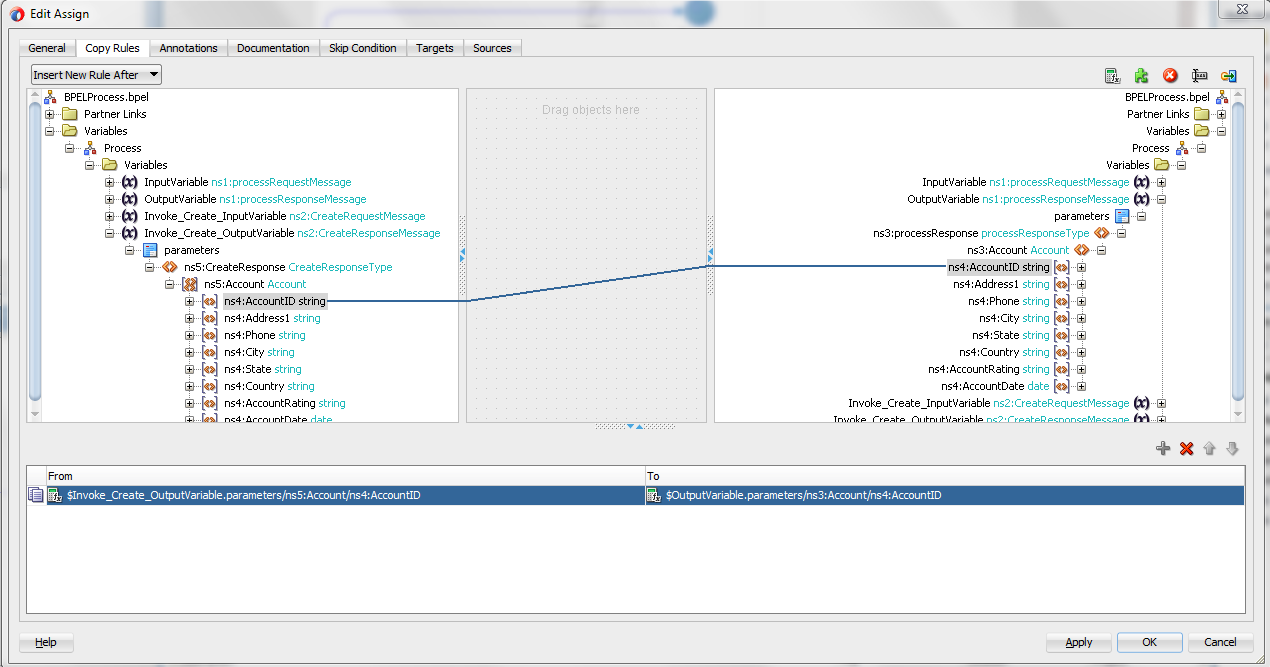 Edit Assign
General Copy Rules Annotations Documentation Skip Condition Targets Sources
Insert New Rule After
BPELProcess.bpel
Partner Links
Variables
Process
Variables
InputVariable ns1:processRequestMessage
OutputVariable ns1:processResponseMessage
Invoke_Create_InputVariable ns2:CreateRequestMessage
Invoke_Create_OutputVariable ns2:CreateResponseMessage
parameters
ns5:CreateResponse CreateResponseType
ns5:Account Account
ns4:AccountID string
ns4:Address1 string
ns4:Phone string
ns4:City string
ns4:State string
ns4:Country string
ns4:AccountRating string
ns4:AccountDate date
Drag objects here
BPELProcess.bpel
Partner Links
Variables
Process
Variables
InputVariable ns1:processRequestMessage
OutputVariable ns1:processResponseMessage
parameters
ns3:processResponse processResponseType
ns3:Account Account
ns4:AccountID string
ns4:Address1 string
ns4:Phone string
ns4:City string
ns4:State string
ns4:Country string
ns4:AccountRating string
ns4:AccountDate date
Invoke_Create_InputVariable ns2:CreateRequestMessage
Invoke_Create_OutputVariable ns2:CreateResponseMessage
From To
$Invoke_Create_OutputVariable.parameters/ns5:Account/ns4:AccountID $OutputVariable.parameters/ns3:Account/ns4:AccountID
Help Apply OK Cancel